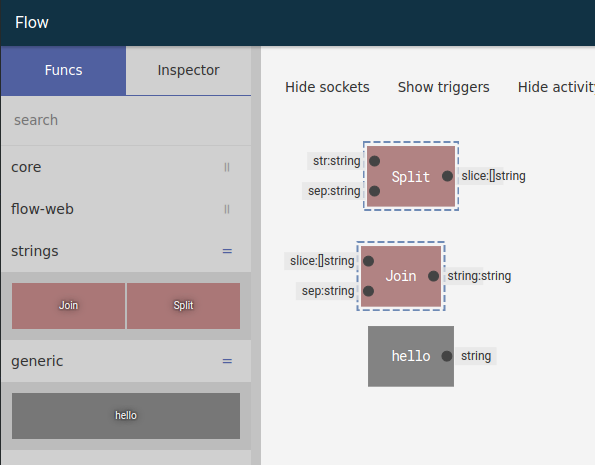 Flow
Funcs
Inspector
search
core
flow-web
strings
Join
Split
generic
hello
Hide sockets
Show triggers
Hide activity
str:string
sep:string
Split
slice:[]string
slice:[]string
sep:string
Join
string:string
hello
string